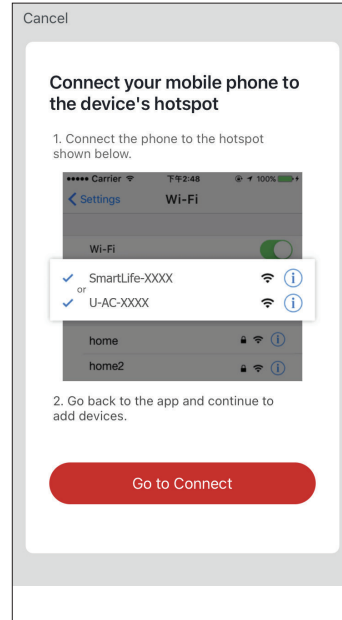 Cancel
Connect your mobile phone to
the device's hotspot
1. Connect the phone to the hotspot
shown below.
Carrier 下午2:48 100%
Settings Wi-Fi
Wi-Fi
SmartLife-XXXX
or
U-AC-XXXX
home
home2
2. Go back to the app and continue to
add devices.
Go to Connect